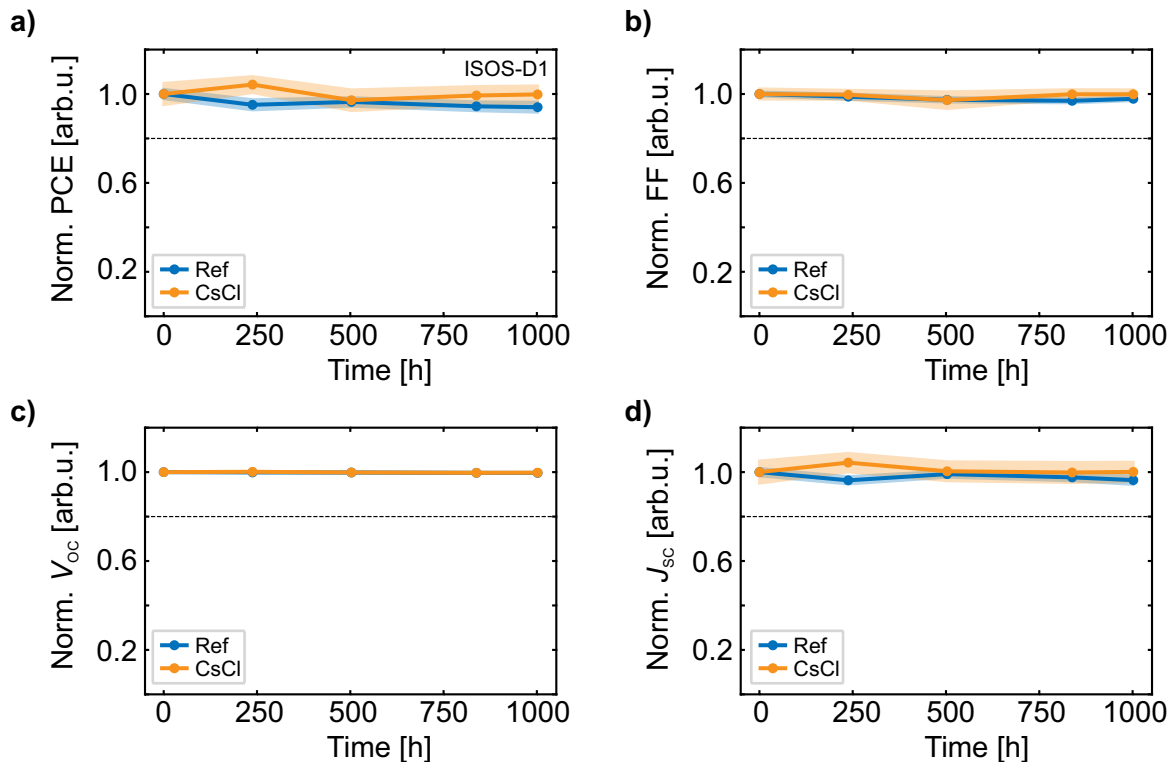 a)
ISOS-D1
Norm. PCE [arb.u.]
1.0
0.6
0.2
Ref
CsCl
0 250 500 750 1000
Time [h]
b)
Norm. FF [arb.u.]
1.0
0.6
0.2
Ref
CsCl
0 250 500 750 1000
Time [h]
c)
Norm. Voc [arb.u.]
1.0
0.6
0.2
Ref
CsCl
0 250 500 750 1000
Time [h]
d)
Norm. Jsc [arb.u.]
1.0
0.6
0.2
Ref
CsCl
0 250 500 750 1000
Time [h]